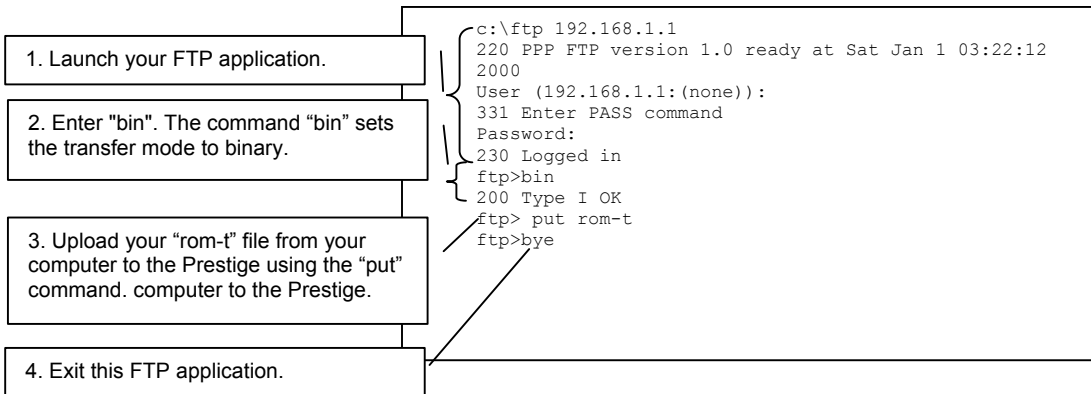 1. Launch your FTP application.
2. Enter "bin". The command “bin” sets
the transfer mode to binary.
3. Upload your “rom-t” file from your
computer to the Prestige using the “put”
command. computer to the Prestige.
4. Exit this FTP application.
c:\ftp 192.168.1.1
220 PPP FTP version 1.0 ready at Sat Jan 1 03:22:12
2000
User (192.168.1.1:(none)):
331 Enter PASS command
Password:
230 Logged in
ftp>bin
200 Type I OK
ftp> put rom-t
ftp>bye